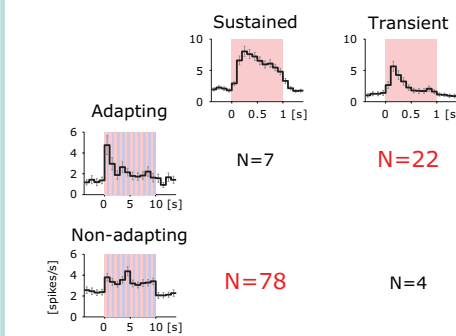 Sustained Transient
10 10
5 5
0 0
0 0.5 1 [s] 0 0.5 1 [s]
Adapting
6
4
2
0
N=7 N=22
0 5 10 [s]
Non-adapting
6
4
2
0
[spikes/s]
N=78 N=4
0 5 10 [s]